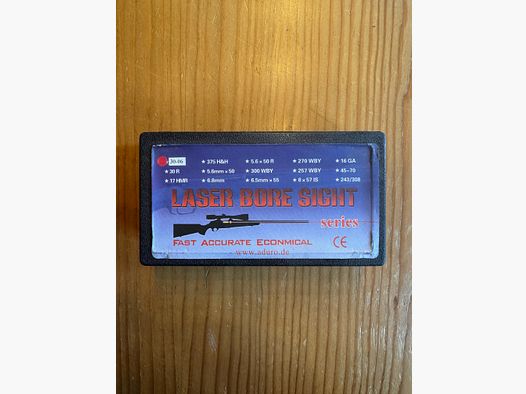 30.06 ★ 375 H&H ★ 5.6 x 50 R ★ 270 WBY ★ 16 GA
★ 30 R ★ 5.6mm x 50 ★ 300 WBY ★ 257 WBY ★ 45-70
★ 17 HMR ★ 6.8mm ★ 6.5mm x 55 ★ 8 x 57 IS ★ 243/308
LASER BORE SIGHT
series
FAST ACCURATE ECONMICAL
- www.aduro.de - CE